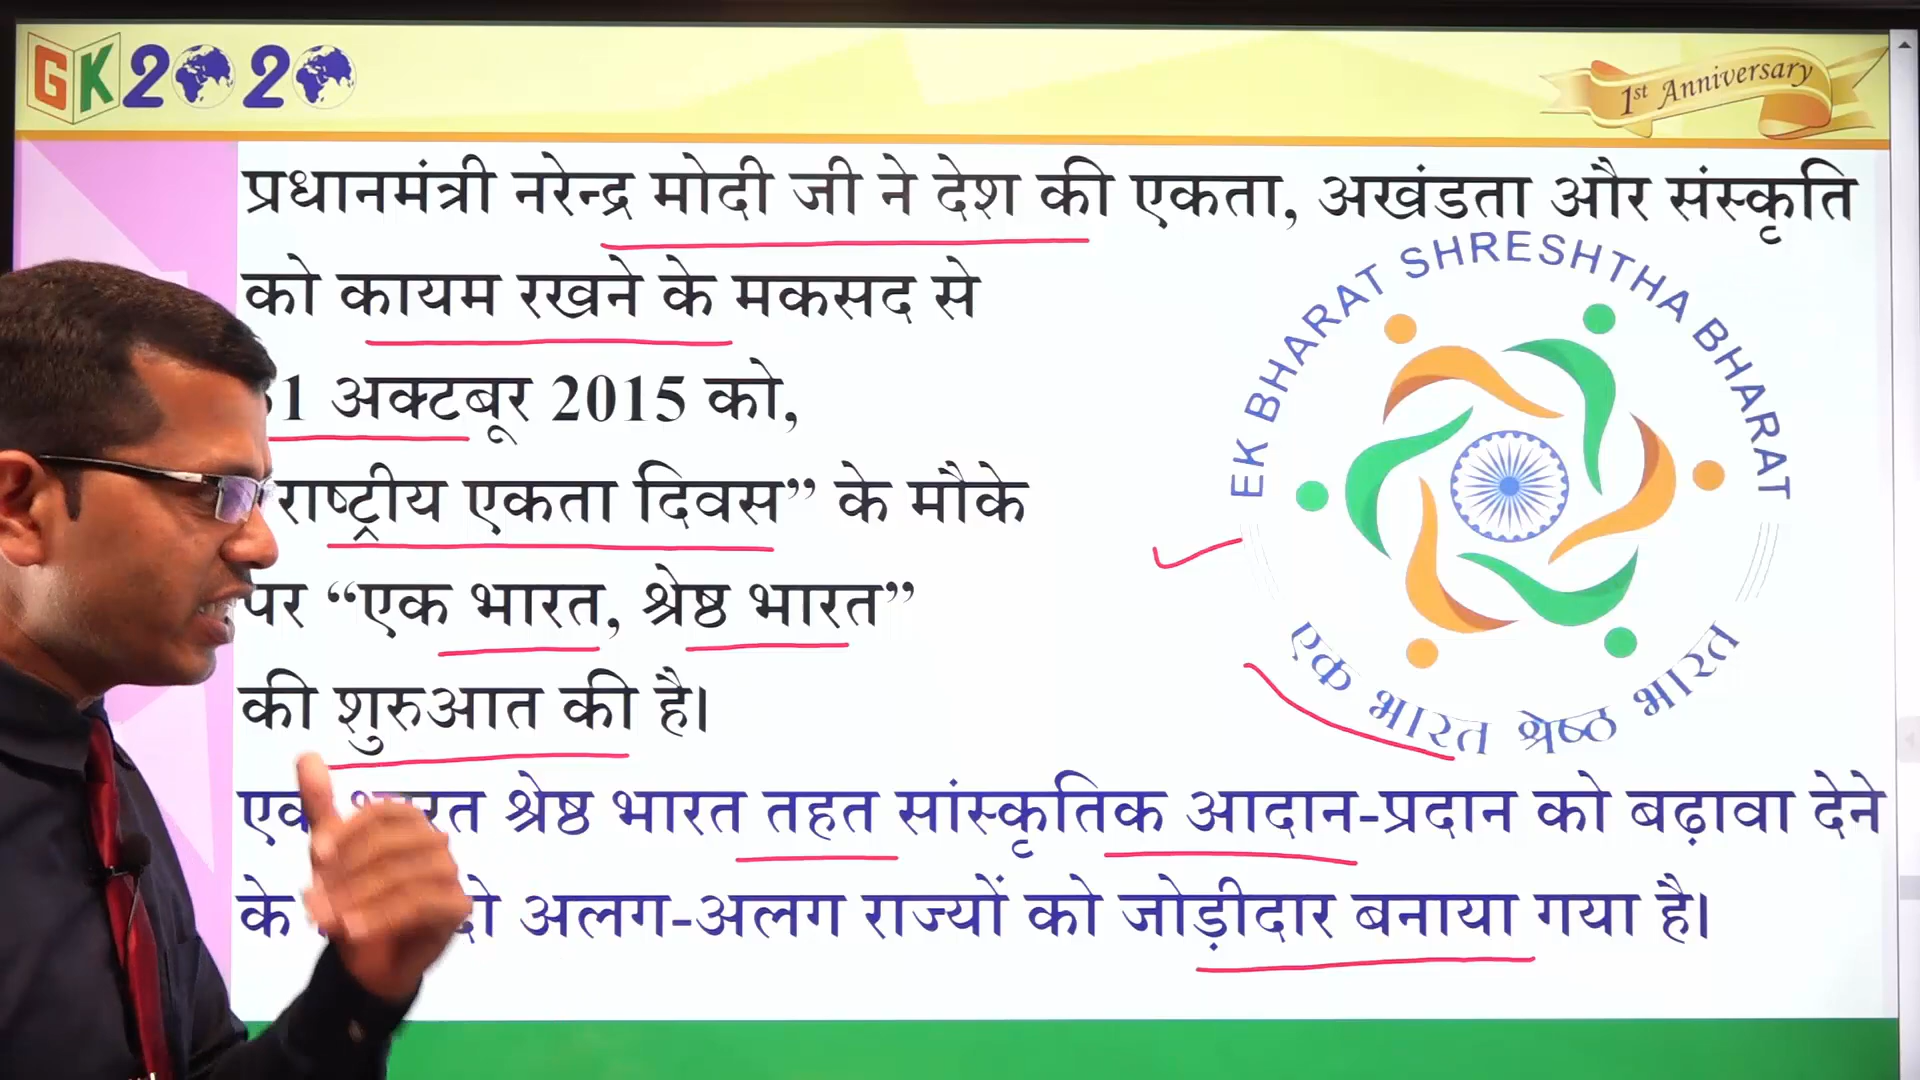 GK2020
1st Anniversary
प्रधानमंत्री नरेन्द्र मोदी जी ने देश की एकता, अखंडता और संस्कृति
को कायम रखने के मकसद से
1 अक्टबूर 2015 को,
राष्ट्रीय एकता दिवस” के मौके
पर “एक भारत, श्रेष्ठ भारत”
की शुरुआत की है।
EK BHARAT SHRESHTHA BHARAT
एक भारत श्रेष्ठ भारत
श्रेष्ठ भारत तहत सांस्कृतिक आदान-प्रदान को बढ़ावा देने
के अलग-अलग राज्यों को जोड़ीदार बनाया गया है।